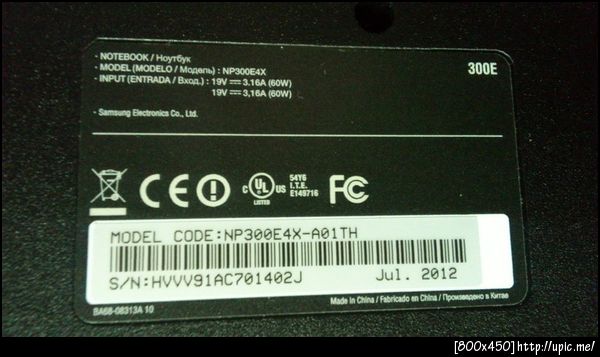 - NOTEBOOK / Ноутбук
- MODEL (MODELO / Модель) : NP300E4X
300E
- INPUT (ENTRADA / Вход.) : 19V ⎓ 3.16A (60W)
19V ⎓ 3,16A (60W)
- Samsung Electronics Co., Ltd.
CE
C UL US
LISTED
54Y6
I.T.E.
E149716
FC
MODEL CODE:NP300E4X-A01TH
S/N:HVVV91AC701402J Jul. 2012
BA68-08313A 10
Made in China / Fabricado en China / Произведено в Китае
[800x450]http://upic.me/